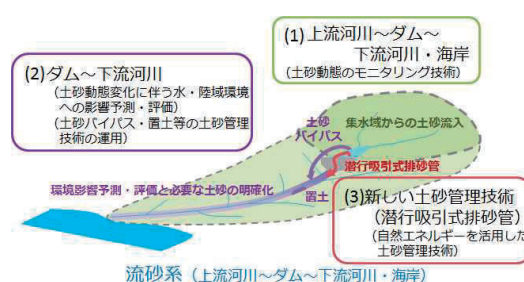 (1)上流河川～ダム～
下流河川・海岸
(土砂動態のモニタリング技術)
(2)ダム～下流河川
(土砂動態変化に伴う水・陸域環境
への影響予測・評価)
(土砂バイパス・置土等の土砂管理
技術の運用)
土砂
バイパス
集水域からの土砂流入
潜行吸引式排砂管
環境影響予測・評価と必要な土砂の明確化
置土
(3)新しい土砂管理技術
(潜行吸引式排砂管)
(自然エネルギーを活用した
土砂管理技術)
流砂系(上流河川～ダム～下流河川・海岸)